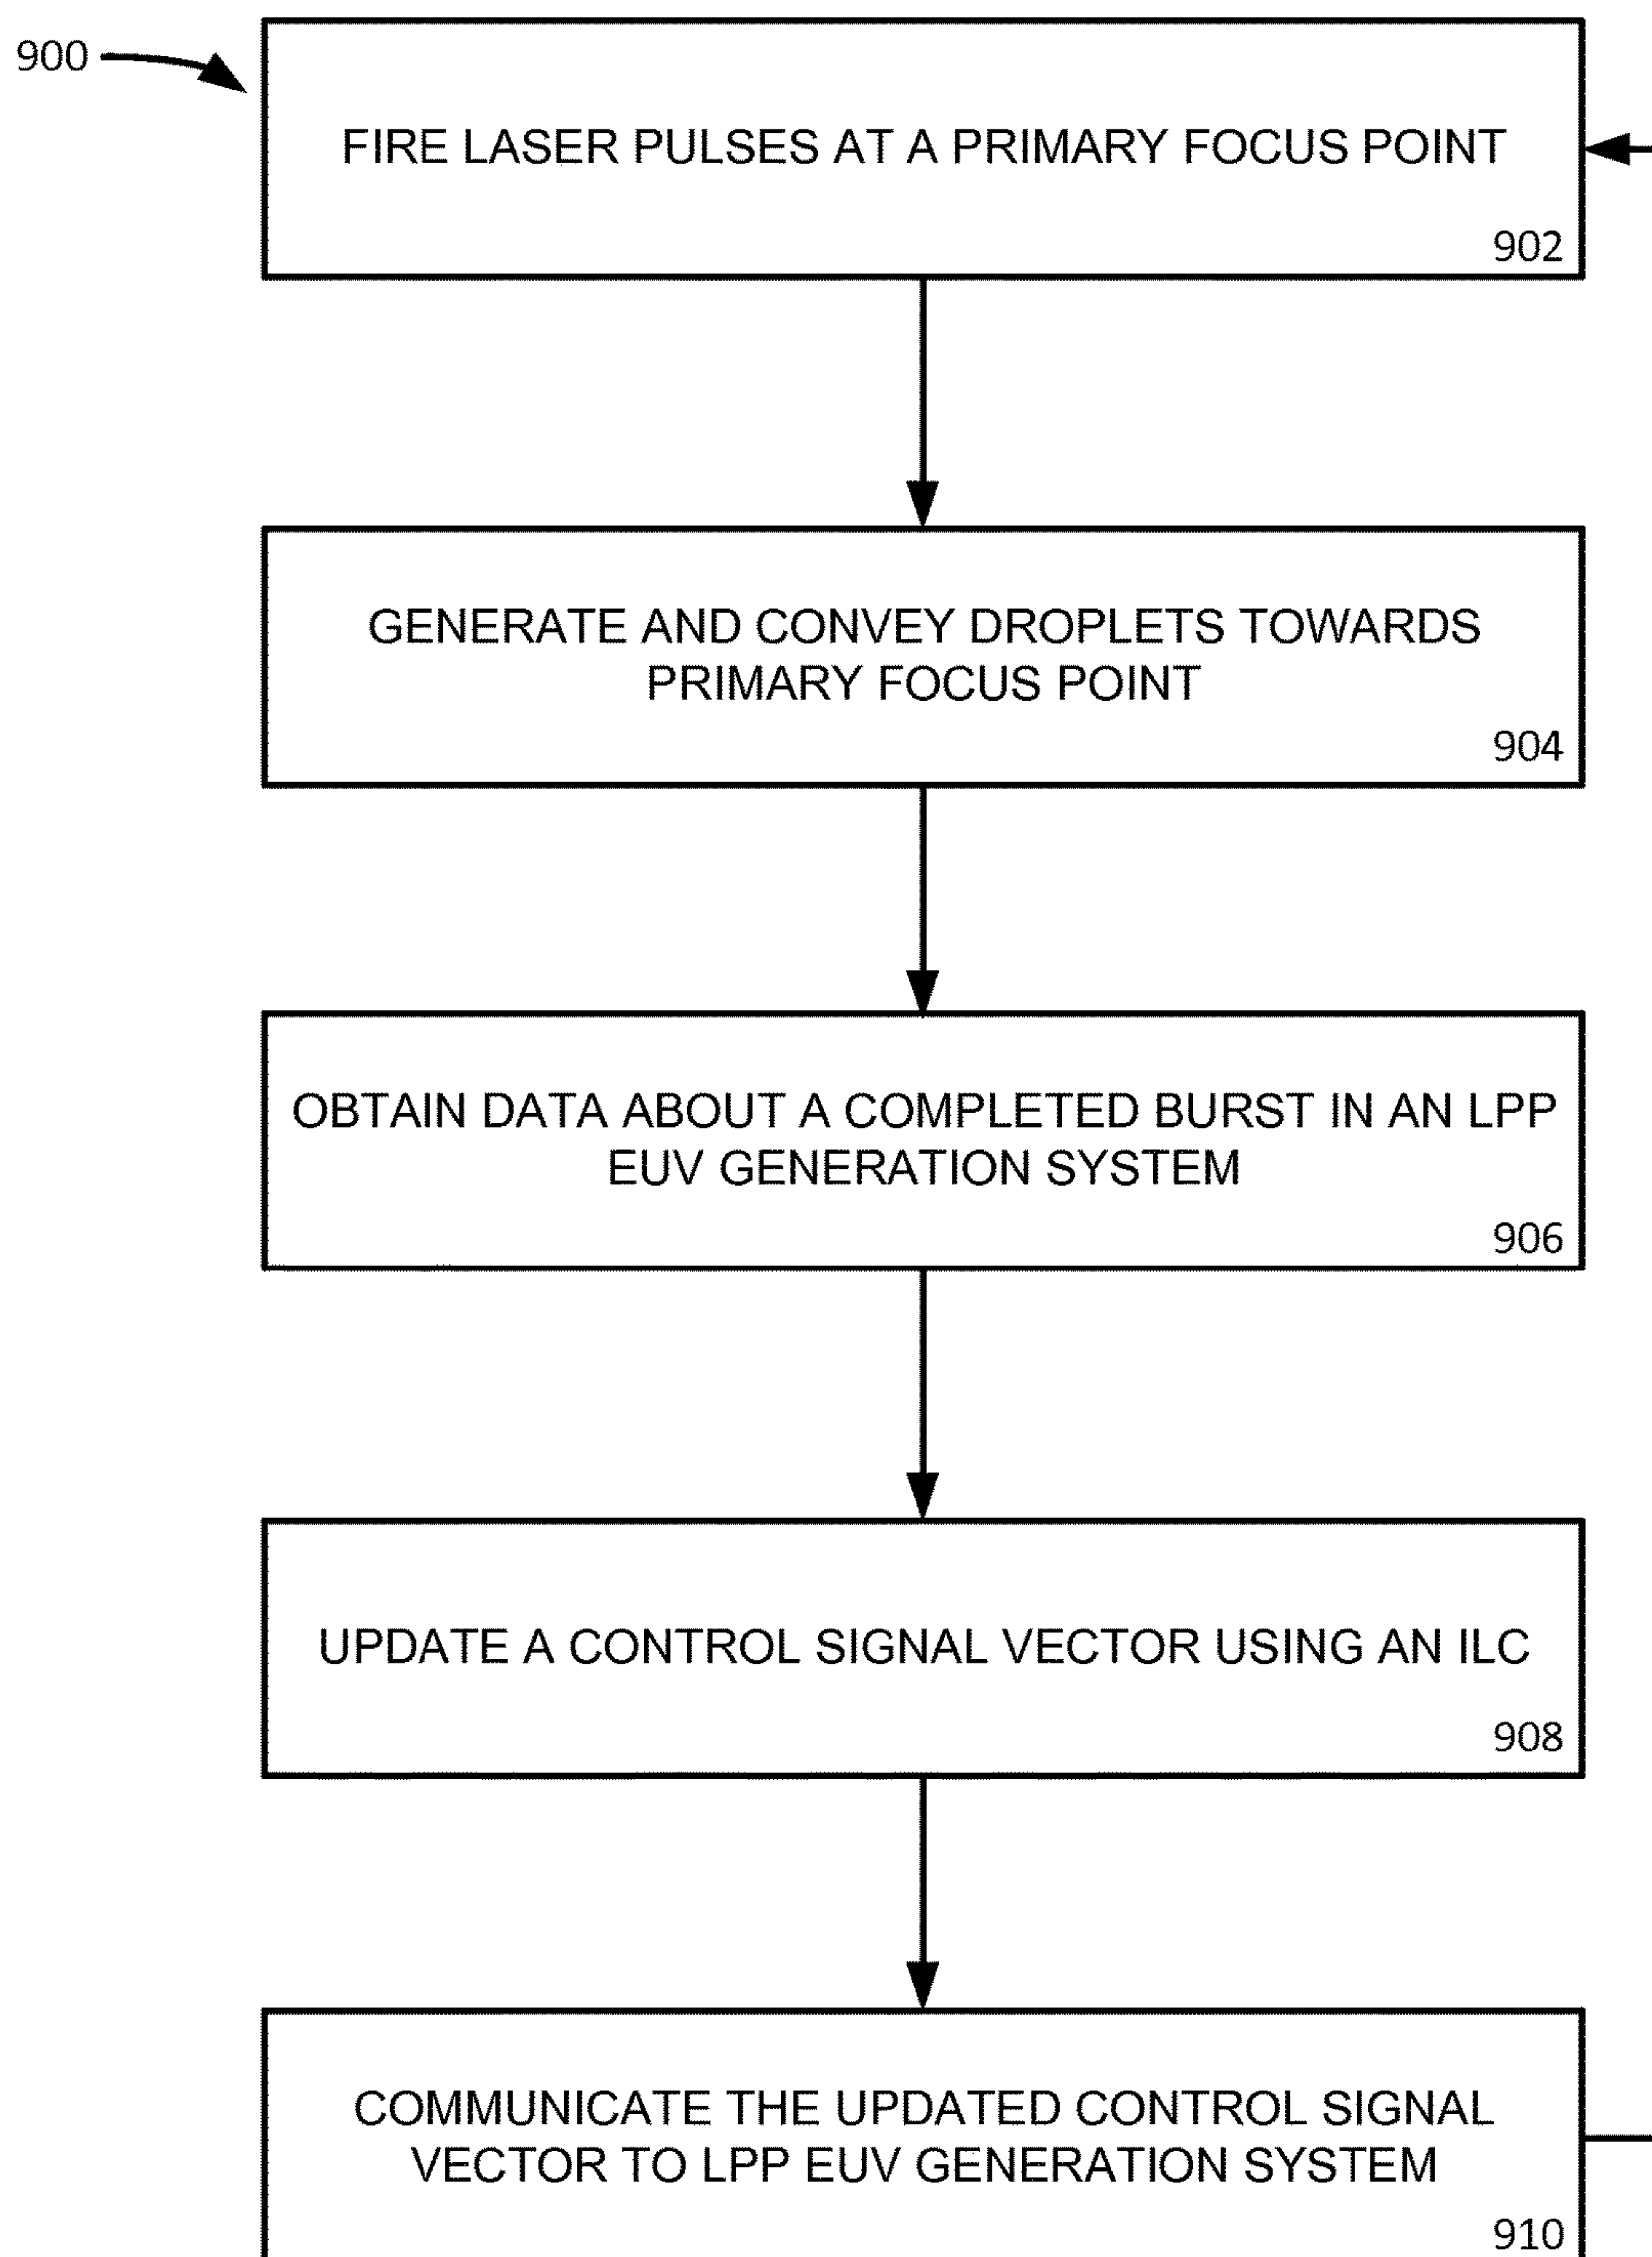 900
FIRE LASER PULSES AT A PRIMARY FOCUS POINT
902
GENERATE AND CONVEY DROPLETS TOWARDS
PRIMARY FOCUS POINT
904
OBTAIN DATA ABOUT A COMPLETED BURST IN AN LPP
EUV GENERATION SYSTEM
906
UPDATE A CONTROL SIGNAL VECTOR USING AN ILC
908
COMMUNICATE THE UPDATED CONTROL SIGNAL
VECTOR TO LPP EUV GENERATION SYSTEM
910